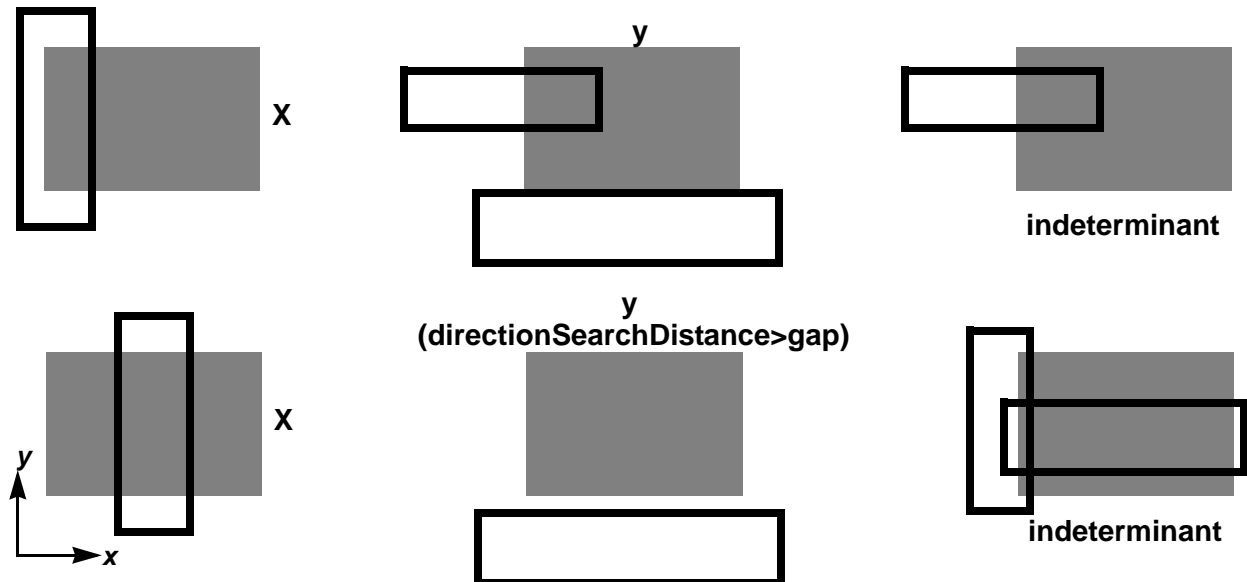 y
X
indeterminant
y
(directionSearchDistance>gap)
X
y
x
indeterminant